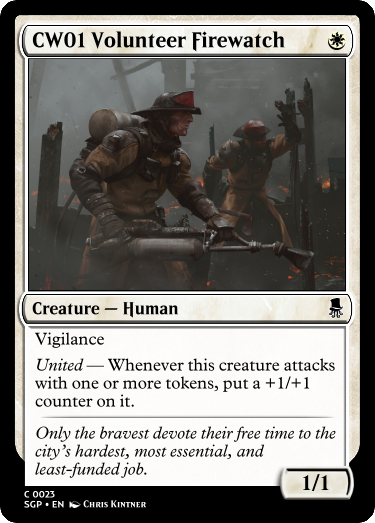 CW01 Volunteer Firewatch
Creature — Human
Vigilance
United — Whenever this creature attacks
with one or more tokens, put a +1/+1
counter on it.
Only the bravest devote their free time to the
city's hardest, most essential, and
least-funded job.
1/1
C 0023
SGP • EN Chris Kintner